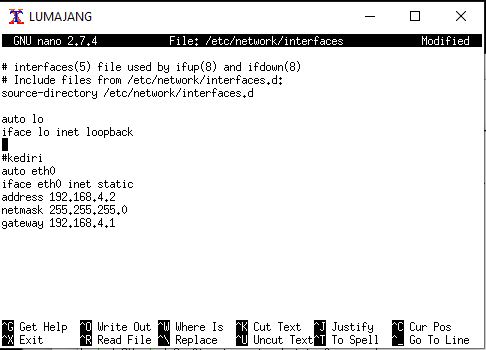 LUMAJANG
GNU nano 2.7.4 File: /etc/network/interfaces Modified
# interfaces(5) file used by ifup(8) and ifdown(8)
# Include files from /etc/network/interfaces.d:
source-directory /etc/network/interfaces.d
auto lo
iface lo inet loopback
#kediri
auto eth0
iface eth0 inet static
address 192.168.4.2
netmask 255.255.255.0
gateway 192.168.4.1
^G Get Help ^O Write Out ^W Where Is ^K Cut Text ^J Justify ^C Cur Pos
^X Exit ^R Read File ^\ Replace ^U Uncut Text ^T To Spell ^_ Go To Line